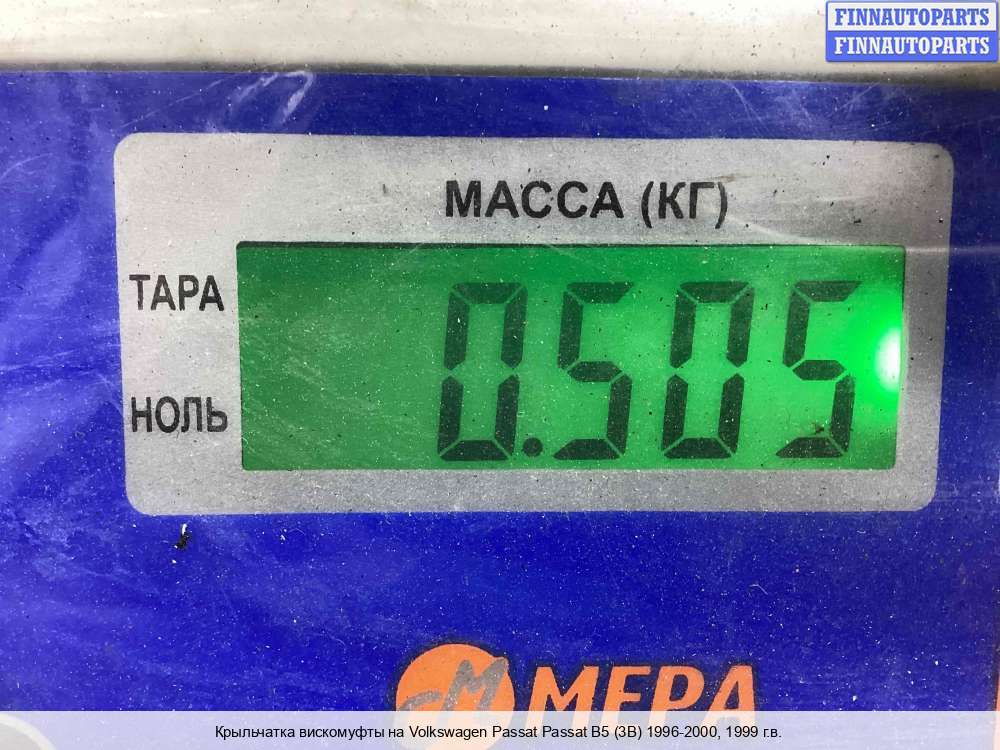 FINNAUTOPARTS
FINNAUTOPARTS
МАССА (КГ)
ТАРА
0.505
НОЛЬ
М МЕРА
Крыльчатка вискомуфты на Volkswagen Passat Passat B5 (3B) 1996-2000, 1999 г.в.